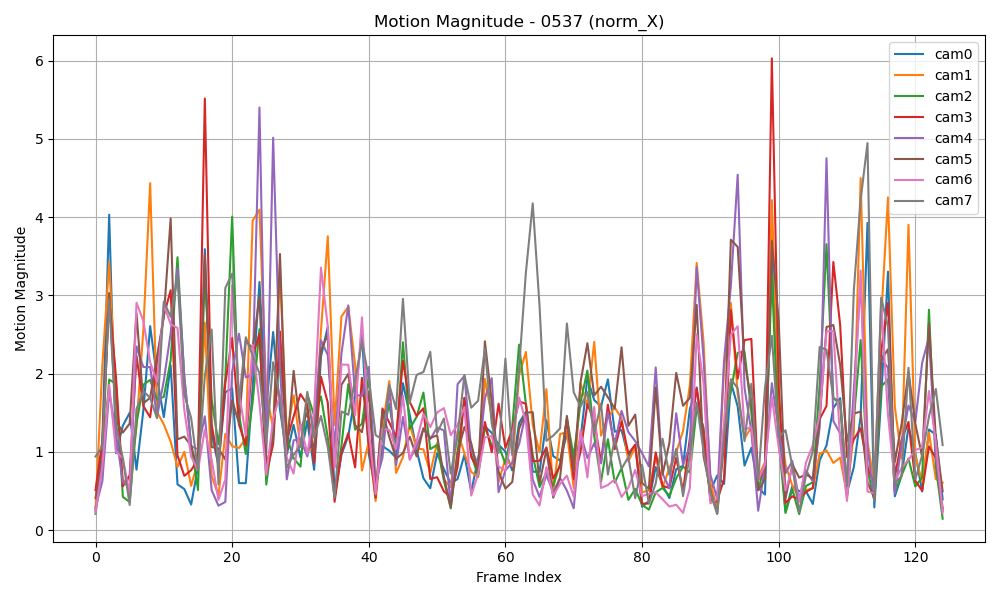 Motion Magnitude - 0537 (norm_X)
cam0
cam1
cam2
cam3
cam4
cam5
cam6
cam7
6
5
4
3
2
1
0
Motion Magnitude
0 20 40 60 80 100 120
Frame Index